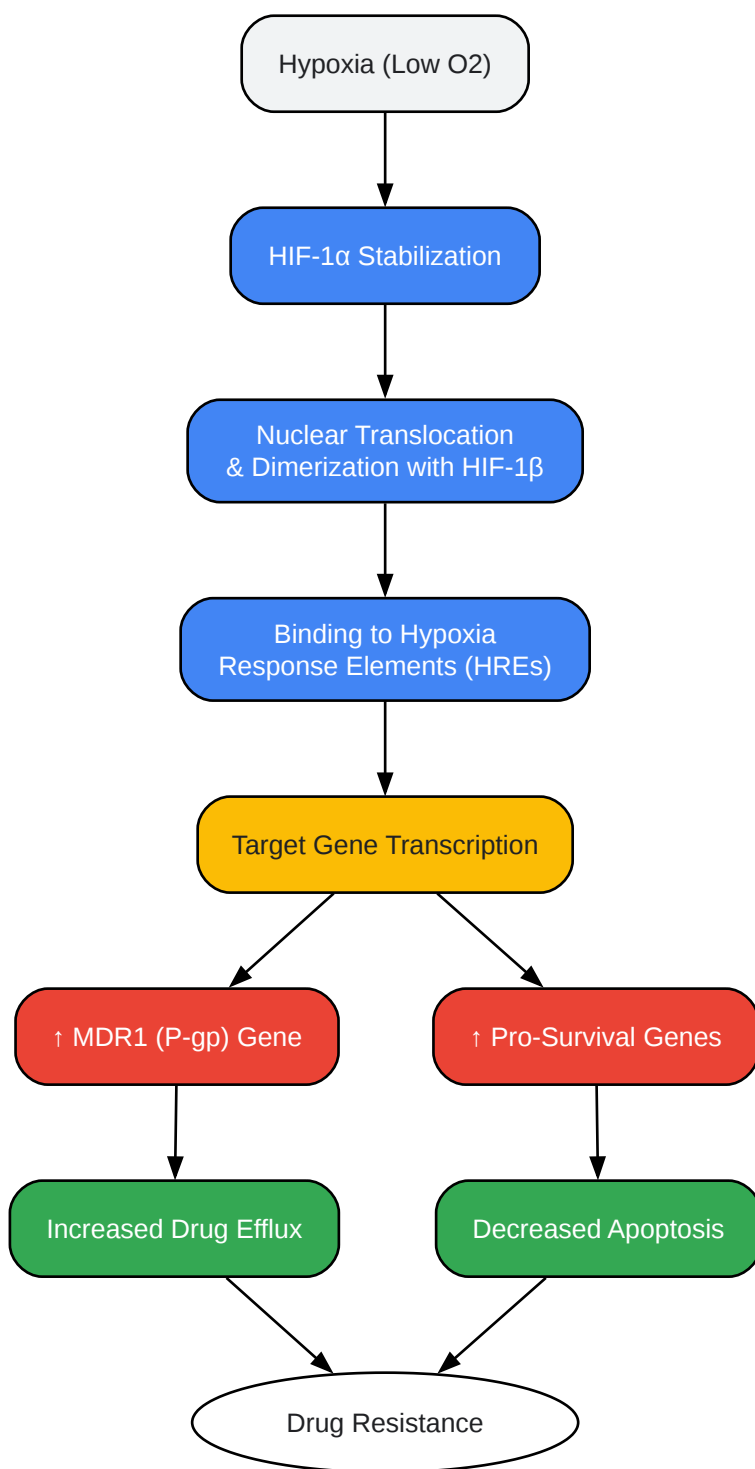 Hypoxia (Low O2)
HIF-1α Stabilization
Nuclear Translocation
& Dimerization with HIF-1β
Binding to Hypoxia
Response Elements (HREs)
Target Gene Transcription
↑ MDR1 (P-gp) Gene
↑ Pro-Survival Genes
Increased Drug Efflux
Decreased Apoptosis
Drug Resistance